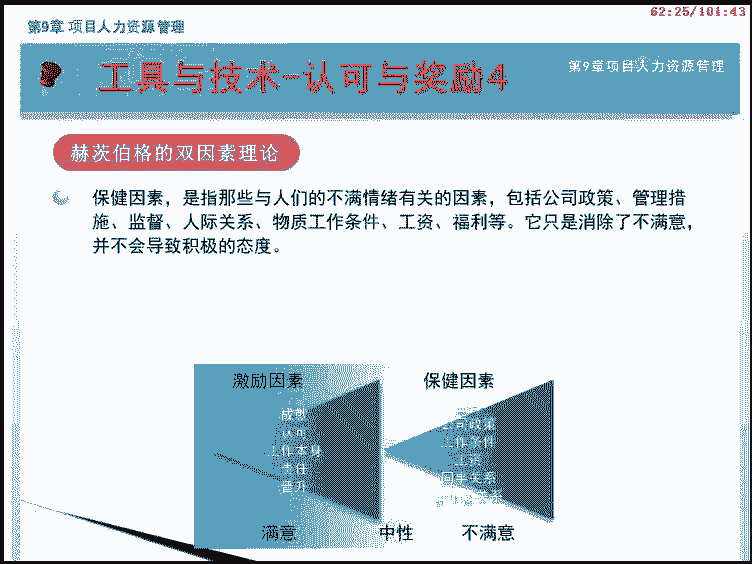 62:25/101:43
第9章 项目人力资源管理
工具与技术-认可与奖励4
第9章项目人力资源管理
赫茨伯格的双因素理论
保健因素，是指那些与人们的不满情绪有关的因素，包括公司政策、管理措
施、监督、人际关系、物质工作条件、工资、福利等。它只是消除了不满意，
并不会导致积极的态度。
激励因素
保健因素
成就
认可
工作本身
责任
晋升
公司政策
工作条件
工资
同事关系
满意
中性
不满意